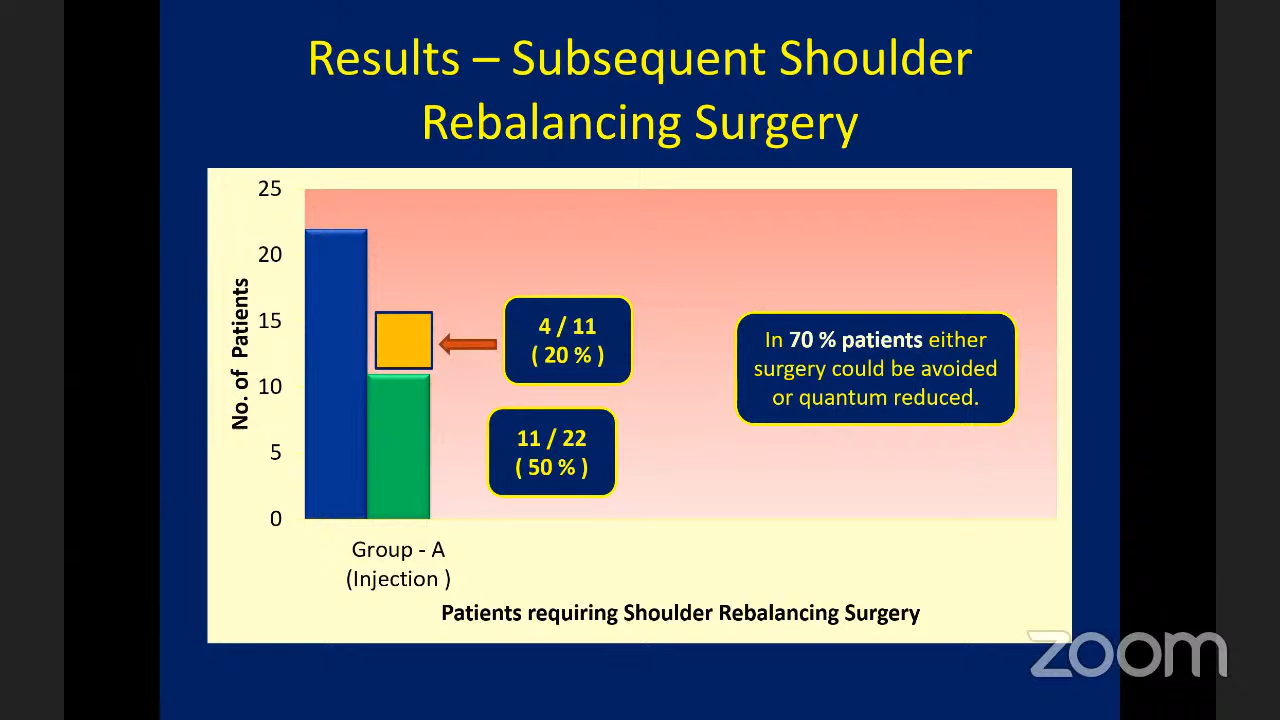 Results – Subsequent Shoulder
Rebalancing Surgery
25
20
15
10
5
0
No. of Patients
4 / 11
( 20 % )
11 / 22
( 50 % )
In 70 % patients either
surgery could be avoided
or quantum reduced.
Group - A
(Injection )
Patients requiring Shoulder Rebalancing Surgery
zoom